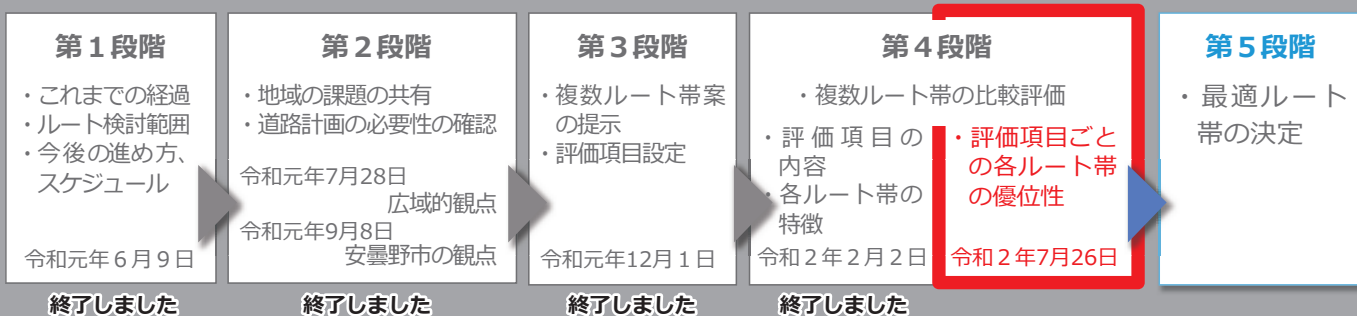 第１段階
・これまでの経過
・ルート検討範囲
・今後の進め方、
スケジュール
令和元年６月９日
終了しました
第２段階
・地域の課題の共有
・道路計画の必要性の確認
令和元年7月28日
広域的観点
令和元年9月8日
安曇野市の観点
終了しました
第３段階
・複数ルート帯案
の提示
・評価項目設定
令和元年12月１日
終了しました
第４段階
・複数ルート帯の比較評価
・評価項目の
内容
・各ルート帯の
特徴
令和２年２月２日
終了しました
・評価項目ごと
の各ルート帯
の優位性
令和２年7月26日
第５段階
・最適ルート
帯の決定